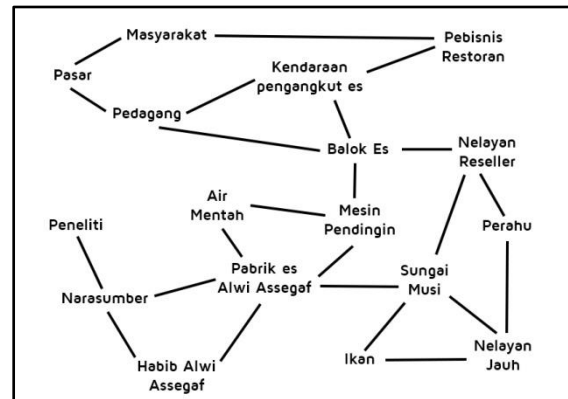 Masyarakat
Pebisnis
Restoran
Pasar
Kendaraan
pengangkut es
Pedagang
Balok Es
Nelayan
Reseller
Air
Mentah
Mesin
Pendingin
Peneliti
Perahu
Pabrik es
Alwi Assegaf
Sungai
Musi
Narasumber
Habib Alwi
Assegaf
Ikan
Nelayan
Jauh